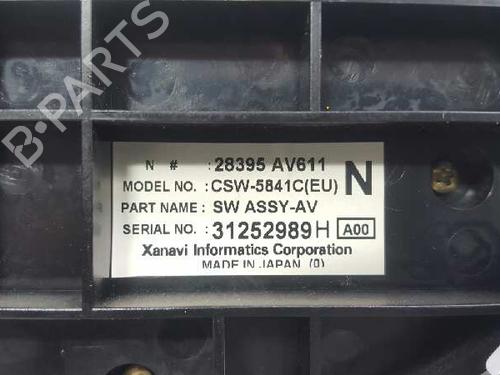 B-PARTS
N # : 28395 AV611
MODEL NO. : CSW-5841C(EU) N
PART NAME : SW ASSY-AV
SERIAL NO. : 31252989H A00
Xanavi Informatics Corporation
MADE IN JAPAN (0)